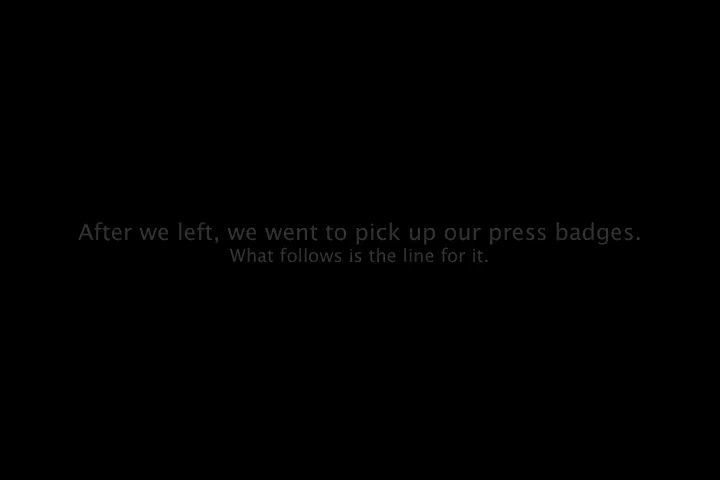 After we left, we went to pick up our press badges.
What follows is the line for it.